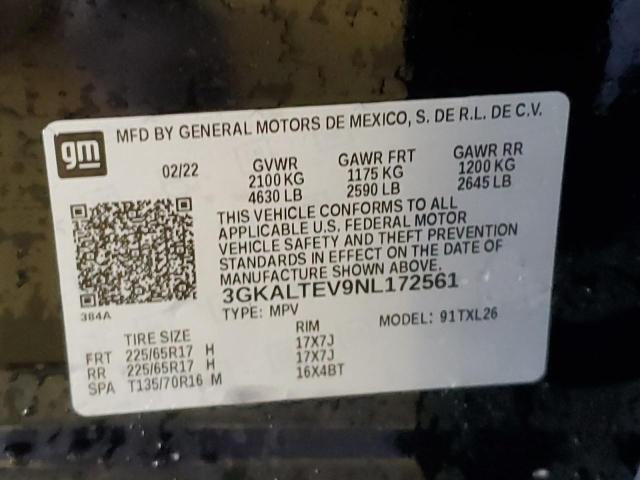 gm
MFD BY GENERAL MOTORS DE MEXICO, S. DE R.L. DE C.V.
02/22 GVWR GAWR FRT GAWR RR
2100 KG 1175 KG 1200 KG
4630 LB 2590 LB 2645 LB
THIS VEHICLE CONFORMS TO ALL
APPLICABLE U.S. FEDERAL MOTOR
VEHICLE SAFETY AND THEFT PREVENTION
STANDARDS IN EFFECT ON THE DATE OF
MANUFACTURE SHOWN ABOVE.
3GKALTEV9NL172561
384A
TYPE: MPV MODEL: 91TXL26
TIRE SIZE RIM
FRT 225/65R17 H 17X7J
RR 225/65R17 H 17X7J
SPA T135/70R16 M 16X4BT